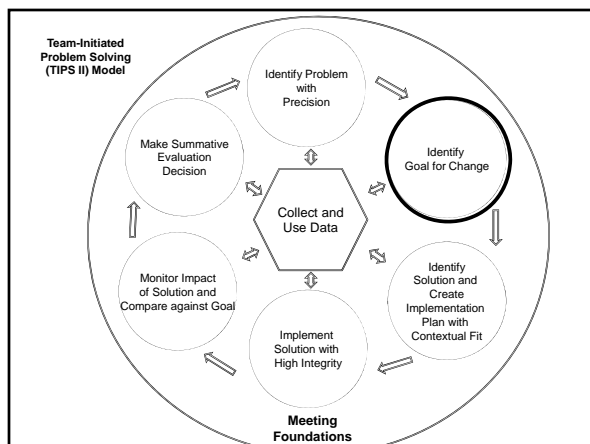 Team-Initiated
Problem Solving
(TIPS II) Model
Identify Problem
with
Precision
Identify
Goal for Change
Identify
Solution and
Create
Implementation
Plan with
Contextual Fit
Implement
Solution with
High Integrity
Monitor Impact
of Solution and
Compare against Goal
Make Summative
Evaluation
Decision
Collect and
Use Data
Meeting
Foundations